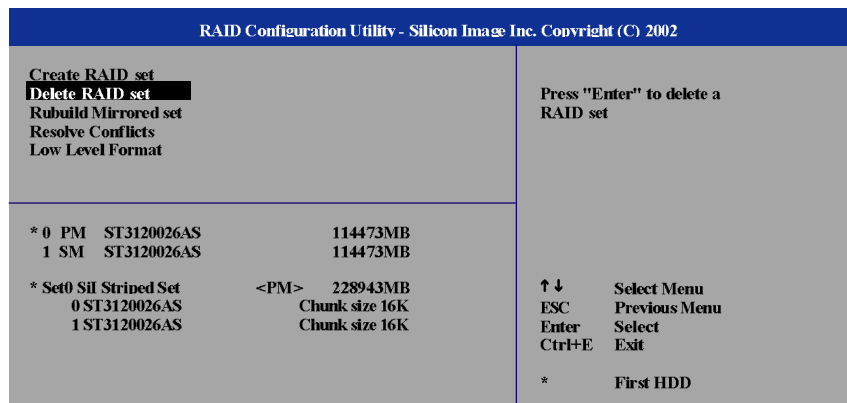 RAID Configuration Utility - Silicon Image Inc. Copyright (C) 2002
Create RAID set
Delete RAID set
Rubuild Mirrored set
Resolve Conflicts
Low Level Format
Press "Enter" to delete a
RAID set
* 0 PM ST3120026AS 114473MB
1 SM ST3120026AS 114473MB
* Set0 SiI Striped Set <PM> 228943MB
0 ST3120026AS Chunk size 16K
1 ST3120026AS Chunk size 16K
↑↓ Select Menu
ESC Previous Menu
Enter Select
Ctrl+E Exit
* First HDD